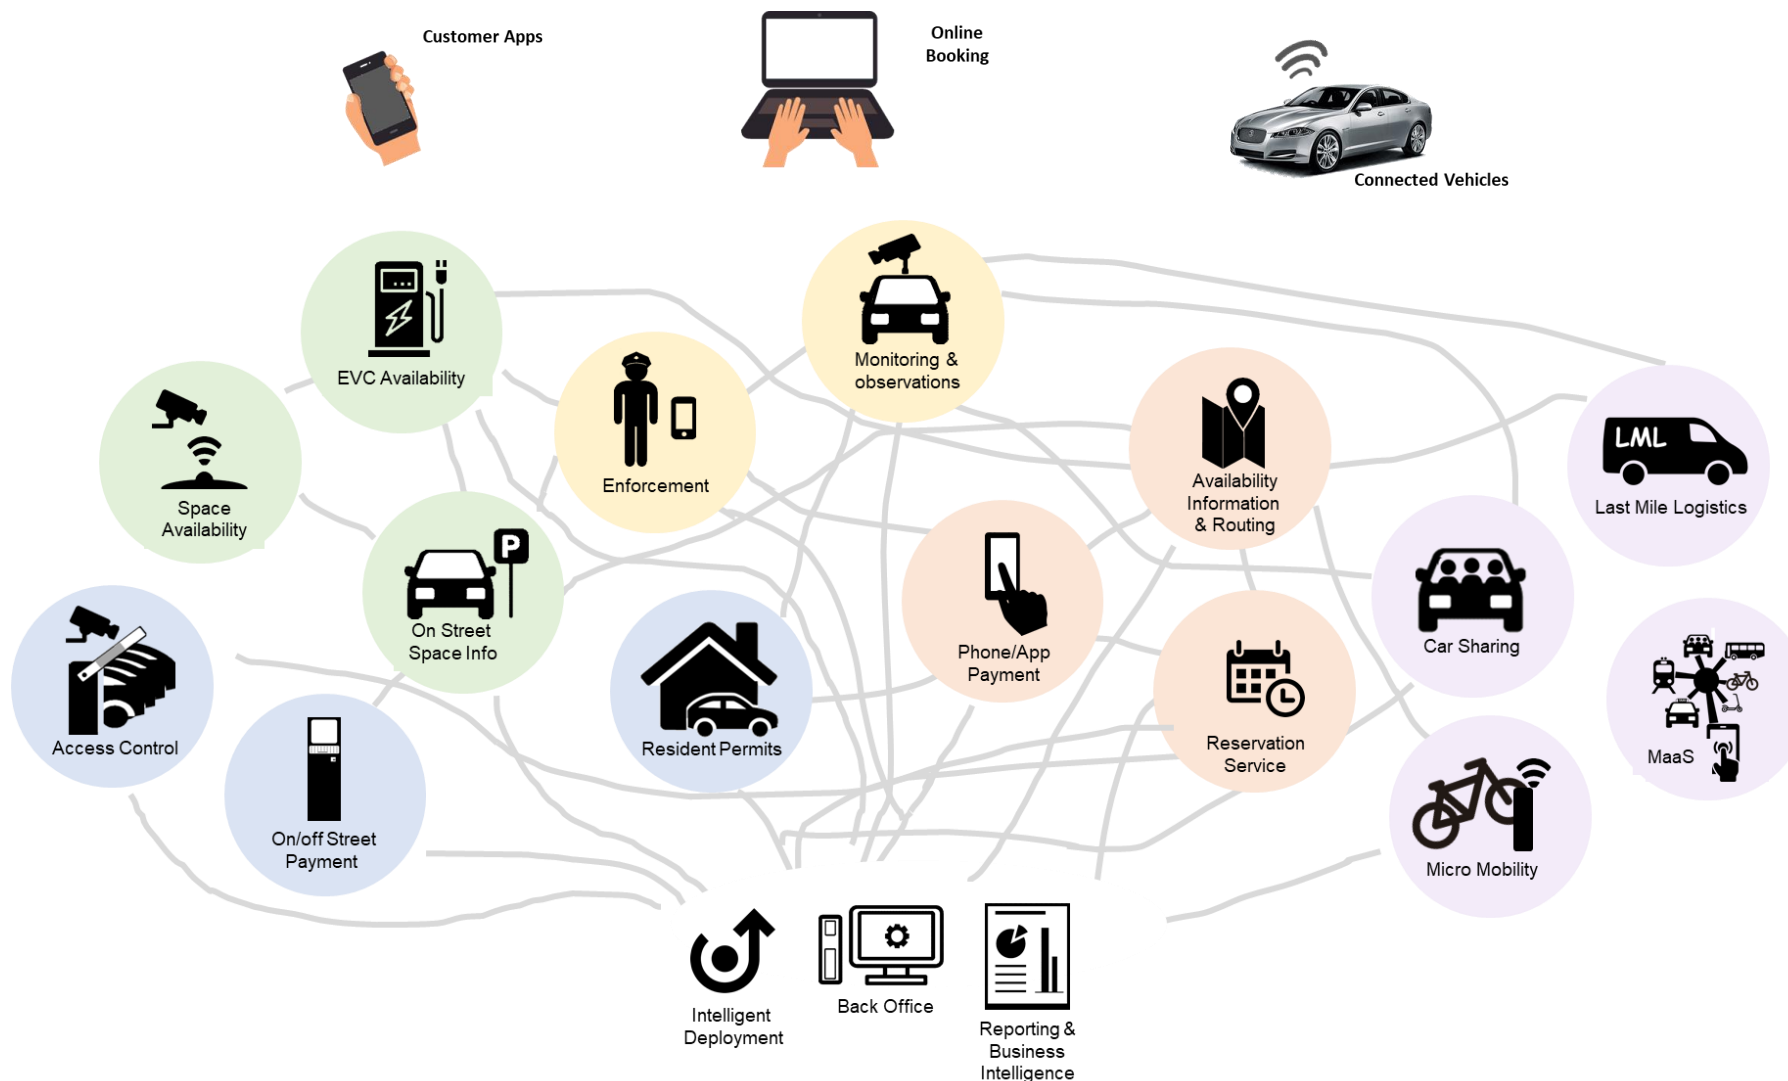 Customer Apps
Online
Booking
Connected Vehicles
EVC Availability
Monitoring &
observations
Enforcement
Space
Availability
Availability
Information
& Routing
LML
Last Mile Logistics
P
On Street
Space Info
Phone/App
Payment
Car Sharing
Access Control
Resident Permits
Reservation
Service
MaaS
On/off Street
Payment
Micro Mobility
Intelligent
Deployment
Back Office
Reporting &
Business
Intelligence